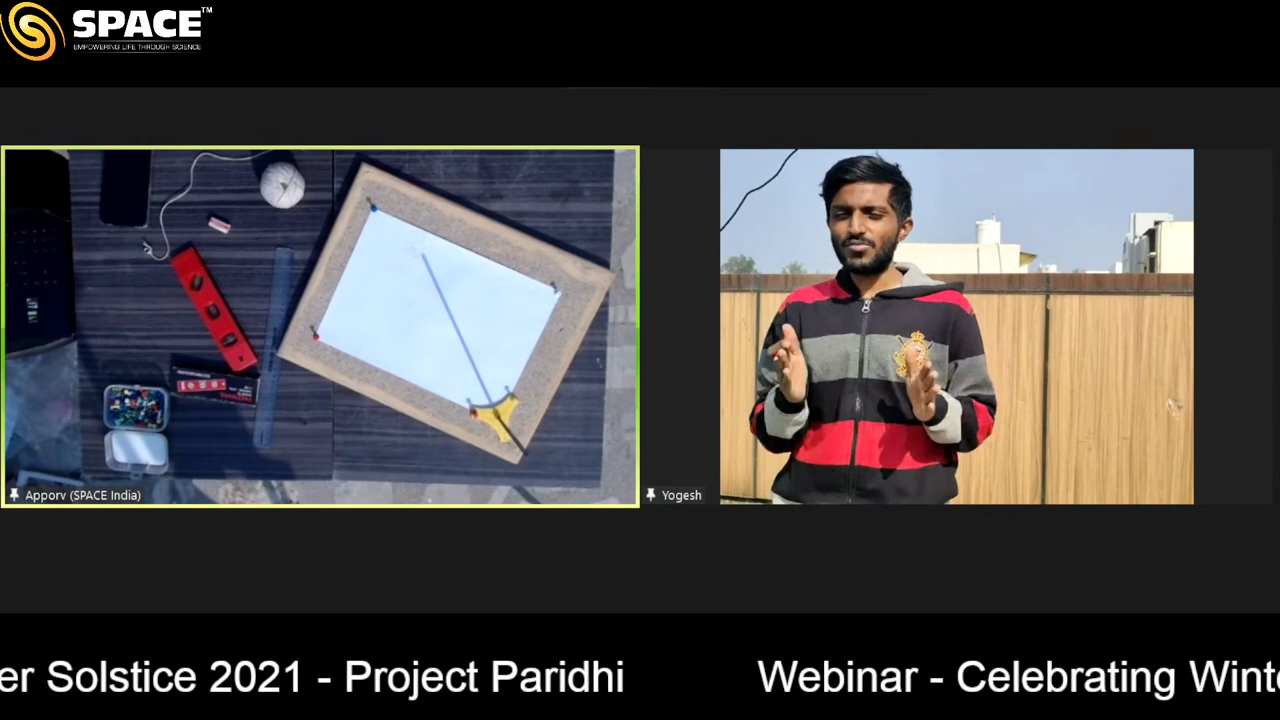 SPACE™
EMPOWERING LIFE THROUGH SCIENCE
Apporv (SPACE India)
Yogesh
er Solstice 2021 - Project Paridhi
Webinar - Celebrating Winte